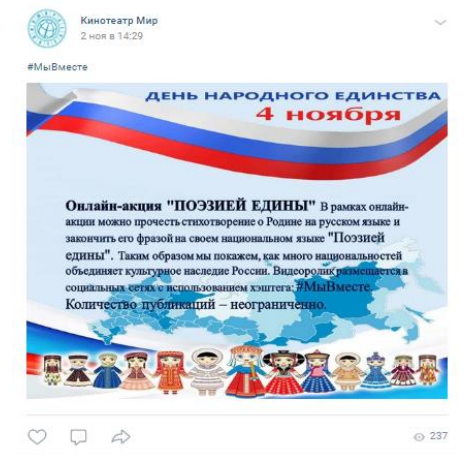 Кинотеатр Мир
2 ноя в 14:29
#МыВместе
ДЕНЬ НАРОДНОГО ЕДИНСТВА
4 ноября
Онлайн-акция "ПОЭЗИЕЙ ЕДИНЫ" В рамках онлайн-
акции можно прочесть стихотворение о Родине на русском языке и
закончить его фразой на своем национальном языке "Поэзией
едины". Таким образом мы покажем, как много национальностей
объединяет культурное наследие России. Видеоролик размещается в
социальных сетях с использованием хэштега: #МыВместе.
Количество публикаций – неограниченно.
237